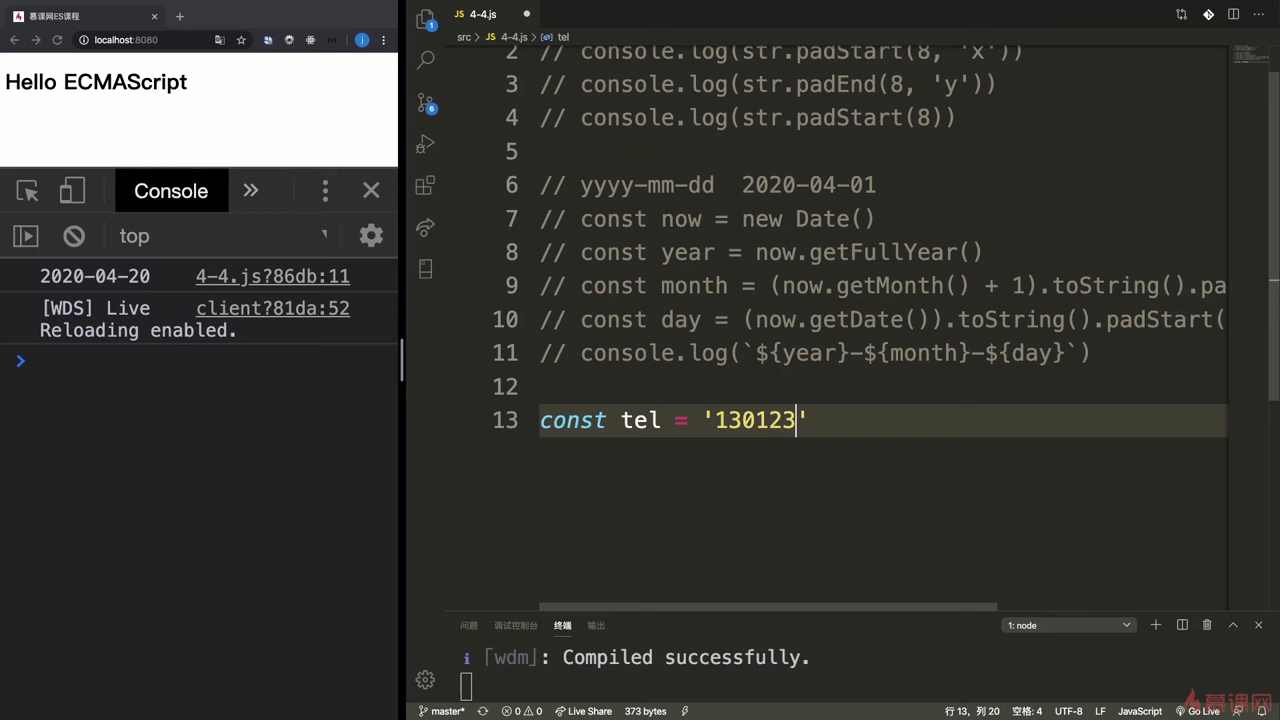 慕课网ES课程
localhost:8080
Hello ECMAScript
Console
top
2020-04-20 4-4.js?86db:11
[WDS] Live client?81da:52
Reloading enabled.
4-4.js
src > 4-4.js > tel
2 // console.log(str.padStart(8, 'x'))
3 // console.log(str.padEnd(8, 'y'))
4 // console.log(str.padStart(8))
5
6 // yyyy-mm-dd 2020-04-01
7 // const now = new Date()
8 // const year = now.getFullYear()
9 // const month = (now.getMonth() + 1).toString().pa
10 // const day = (now.getDate()).toString().padStart(
11 // console.log(`${year}-${month}-${day}`)
12
13 const tel = '130123'
问题 调试控制台 终端 输出 1: node
i 「wdm」: Compiled successfully.
master* 0 0 Live Share 373 bytes 行 13，列 20 空格: 4 UTF-8 LF JavaScript Go Live
慕课网